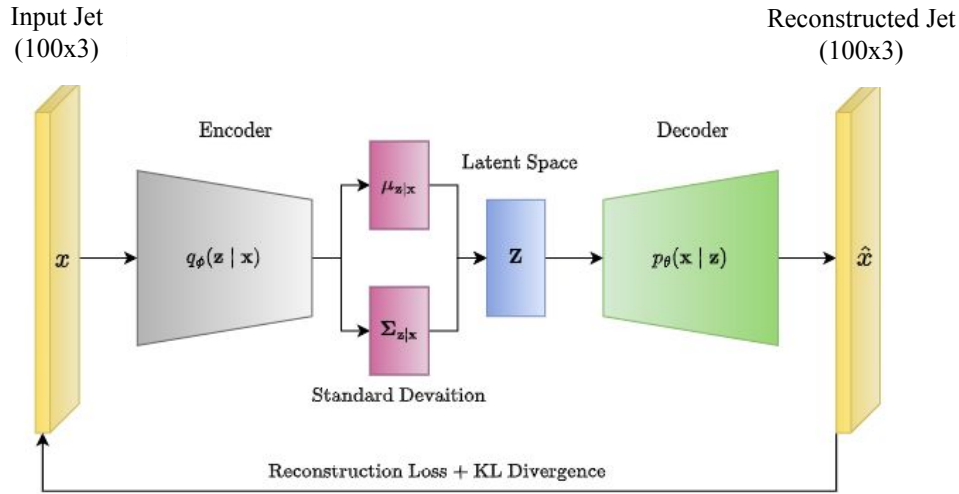 Input Jet
(100x3)
Reconstructed Jet
(100x3)
Encoder
Decoder
Latent Space
x
qϕ(z | x)
μz|x
Σz|x
Z
pθ(x | z)
x̂
Standard Devaition
Reconstruction Loss + KL Divergence